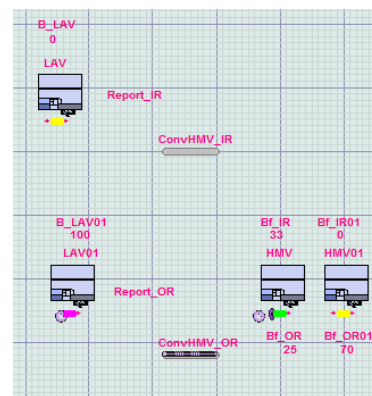 B_LAV
0
LAV
Report_IR
ConvHMV_IR
B_LAV01
100
LAV01
Bf_IR
33
HMV
Bf_IR01
0
HMV01
Report_OR
ConvHMV_OR
Bf_OR
25
Bf_OR01
70